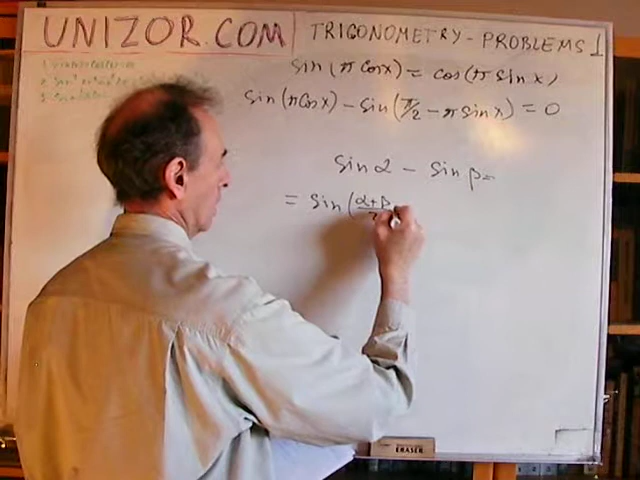 UNIZOR.COM | TRIGONOMETRY - PROBLEMS 1
sin(π cos x) = cos(π sin x)
sin(π cos x) - sin(π/2 - π sin x) = 0
sin α - sin β =
= sin(α+β/2
ERASER